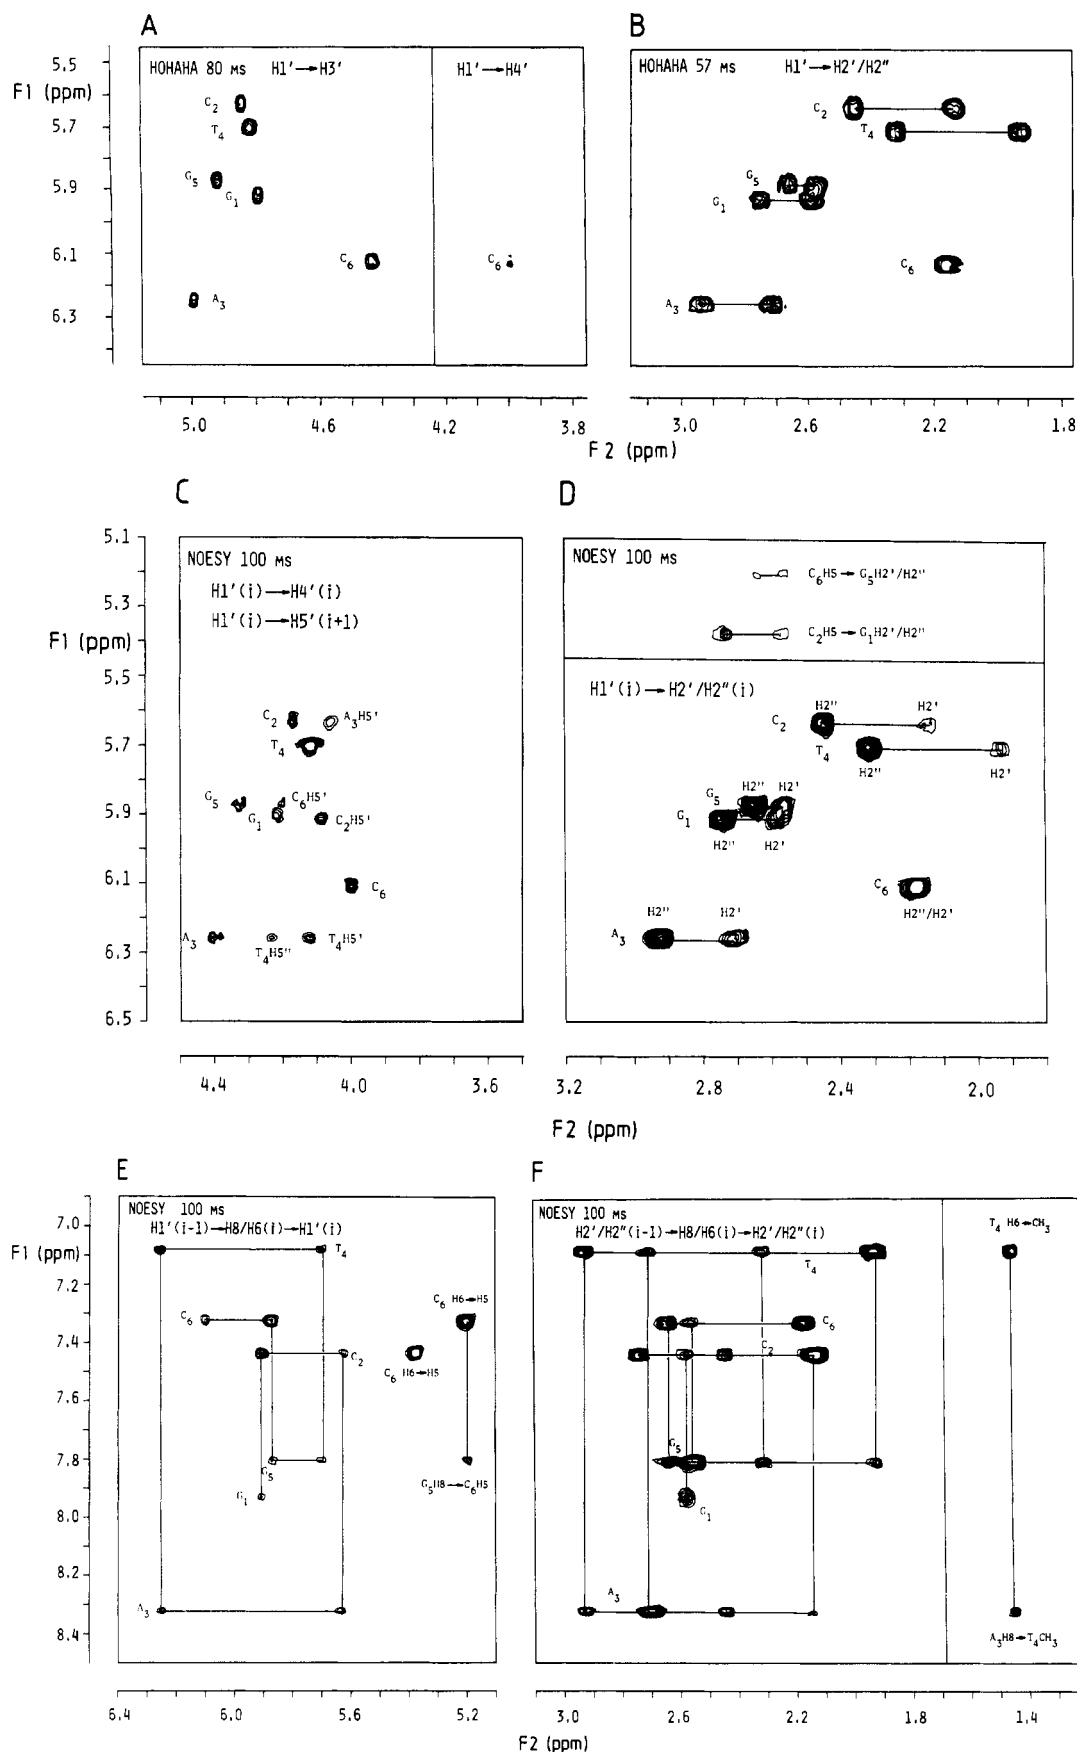 A
HOHAHA 80 MS H1'→H3' H1'→H4'
F1 (ppm)
5.5
5.7
5.9
6.1
6.3
C2
T4
G5
G1
C6
A3
C6
5.0 4.6 4.2 3.8
B
HOHAHA 57 MS H1'→H2'/H2"
C2
T4
G5
G1
C6
A3
3.0 2.6 2.2 1.8
F2 (ppm)
C
NOESY 100 MS
H1'(i)→H4'(i)
H1'(i)→H5'(i+1)
F1 (ppm)
5.1
5.3
5.5
5.7
5.9
6.1
6.3
6.5
C2 A3H5'
T4
G5 C6H5'
G1 C2H5'
C6
A3 T4H5" T4H5'
4.4 4.0 3.6
D
NOESY 100 MS
C6H5→G5H2'/H2"
C2H5→G1H2'/H2"
H1'(i)→H2'/H2"(i)
H2" H2'
C2
T4
H2" H2'
G5 H2" H2'
G1
H2" H2'
C6
H2"/H2'
H2" H2'
A3
3.2 2.8 2.4 2.0
F2 (ppm)
E
NOESY 100 MS
H1'(i-1)→H8/H6(i)→H1'(i)
F1 (ppm)
7.0
7.2
7.4
7.6
7.8
8.0
8.2
8.4
T4
C6 H6→H5
C6
C2
C6 H6→H5
G5
G5H8→C6H5
G1
A3
6.4 6.0 5.6 5.2
F
NOESY 100 MS
H2'/H2"(i-1)→H8/H6(i)→H2'/H2"(i)
T4 H6→CH3
T4
C6
C2
G5
G1
A3
A3H8→T4CH3
3.0 2.6 2.2 1.8 1.4
F2 (ppm)